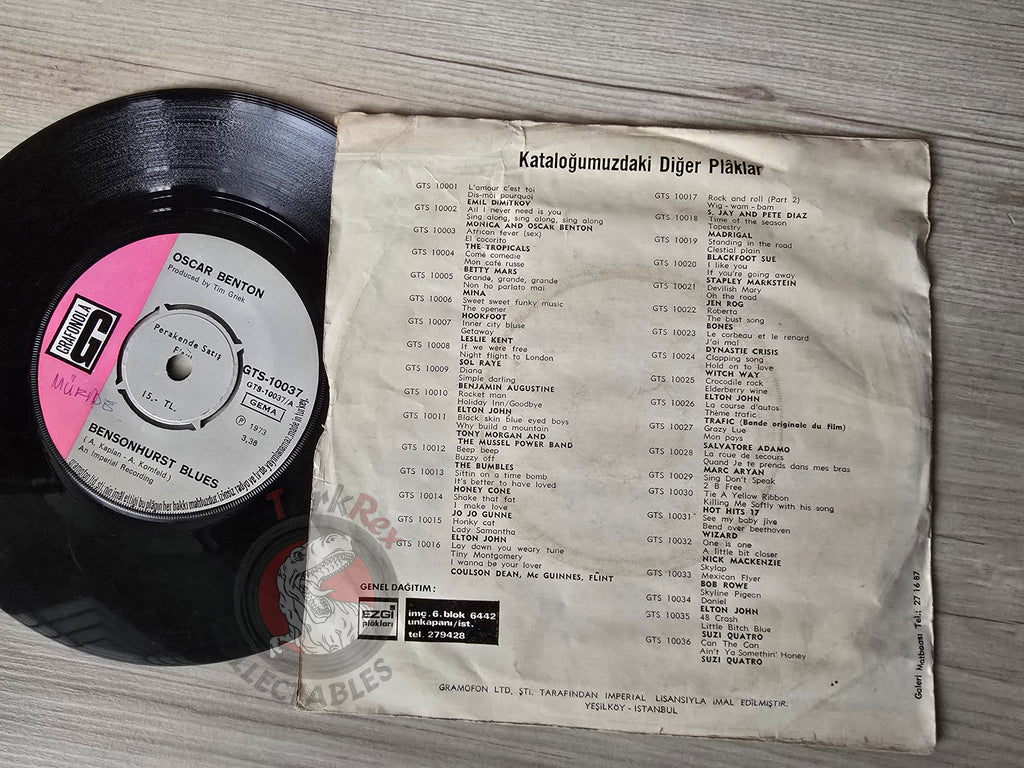 OSCAR BENTON
Produced by Tim Griek
GRAFONOLA
G
Perakende Satış
15.- TL.
GTS-10037
GTS-10037/A
GEMA
℗ 1973
3,38
BENSONHURST BLUES
( A. Kaplan - A. Kornfeld )
An Imperial Recording
Kataloğumuzdaki Diğer Plâklar
GTS 10001 L'amour c'est toi
Dis-moi pourquoi
EMIL DIMITROV
GTS 10002 All I never need is you
Sing along, sing along, sing along
MONICA AND OSCAR BENTON
GTS 10003 African fever (sex)
El cocorito
THE TROPICALS
GTS 10004 Comé comédie
Mon café russe
BETTY MARS
GTS 10005 Grande, grande, grande
Non ho parlato mai
MINA
GTS 10006 Sweet sweet funky music
The opener
HOOKFOOT
GTS 10007 Inner city bluse
Getaway
LESLIE KENT
GTS 10008 If we were free
Night flight to London
SOL RAYE
GTS 10009 Diana
Simple darling
BENJAMIN AUGUSTINE
GTS 10010 Rocket man
Holiday Inn/Goodbye
ELTON JOHN
GTS 10011 Black skin blue eyed boys
Why build a mountain
TONY MORGAN AND
THE MUSSEL POWER BAND
GTS 10012 Beep beep
Buzzy off
THE BUMBLES
GTS 10013 Sittin on a time bomb
It's better to have loved
HONEY CONE
GTS 10014 Shake that fat
I make love
JO JO GUNNE
GTS 10015 Honky cat
Lady Samantha
ELTON JOHN
GTS 10016 Lay down you weary tune
Tiny Montgomery
I wanna be your lover
COULSON DEAN, Mc GUINNES, FLİNT
GTS 10017 Rock and roll (Part 2)
Wig - wam - bam
S. JAY AND PETE DIAZ
GTS 10018 Time of the season
Tapestry
MADRIGAL
GTS 10019 Standing in the road
Clestial plain
BLACKFOOT SUE
GTS 10020 I like you
If you're going away
STAPLEY MARKSTEIN
GTS 10021 Devilish Mary
Oh the road
JEN ROG
GTS 10022 Roberta
The bust song
BONES
GTS 10023 Le carbeau et le renard
J'ai mal
DYNASTIE CRISIS
GTS 10024 Clapping song
Hold on to love
WITCH WAY
GTS 10025 Crocodile rock
Elderberry wine
ELTON JOHN
GTS 10026 La course d'autos
Thème trafic
TRAFIC (Bande originale du film)
GTS 10027 Grazy Lue
Mon pays
SALVATORE ADAMO
GTS 10028 La roue de secours
Quand Je te prends dans mes bras
MARC ARYAN
GTS 10029 Sing Don't Speak
2 B Free
GTS 10030 Tie A Yellow Ribbon
Killing Me Softly with his song
HOT HITS 17
GTS 10031 See my baby jive
Bend over beethoven
WIZARD
GTS 10032 One is one
A little bit closer
NICK MACKENZIE
GTS 10033 Skylap
Mexican Flyer
BOB ROWE
GTS 10034 Skyline Pigeon
Daniel
ELTON JOHN
GTS 10035 48 Crash
Little Bitch Blue
SUZI QUATRO
GTS 10036 Can The Can
Ain't Ya Somethin' Honey
SUZI QUATRO
GENEL DAĞITIM :
EZGİ
plâkları
imç. 6. blok 6442
unkapanı/ist.
tel. 279428
GRAMOFON LTD. ŞTİ. TARAFINDAN IMPERIAL LİSANSIYLA İMAL EDİLMİŞTİR.
YEŞİLKÖY - İSTANBUL
Galeri Matbaası Tel.: 27 16 87